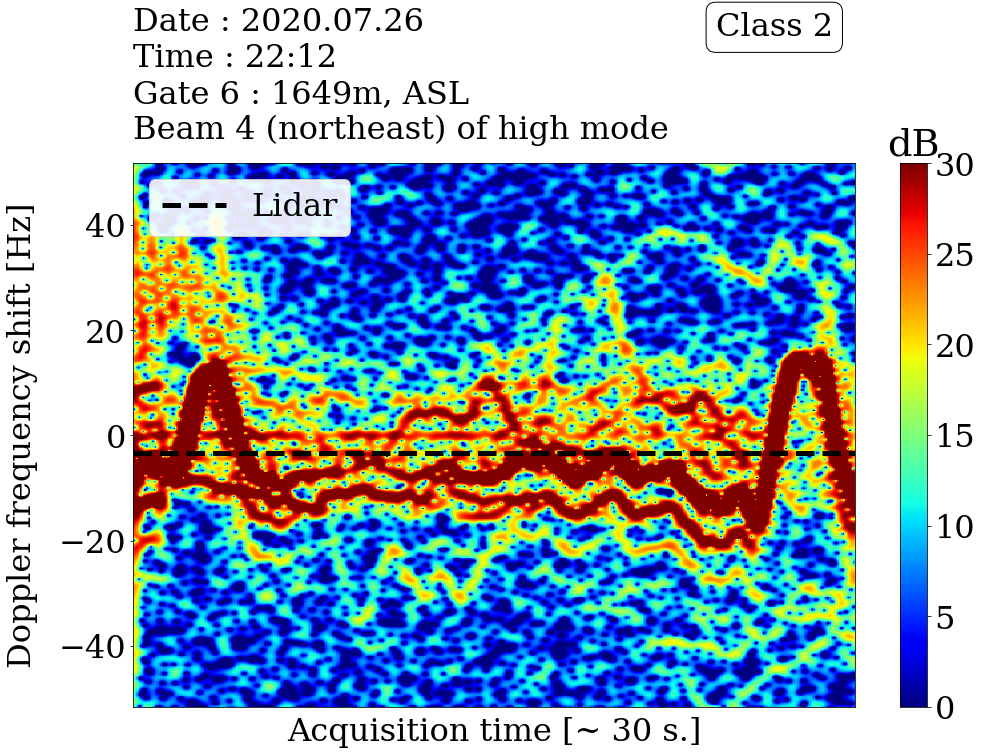 Date : 2020.07.26
Time : 22:12
Gate 6 : 1649m, ASL
Beam 4 (northeast) of high mode
Class 2
dB
Lidar
Doppler frequency shift [Hz]
40
20
0
−20
−40
Acquisition time [~ 30 s.]
30
25
20
15
10
5
0